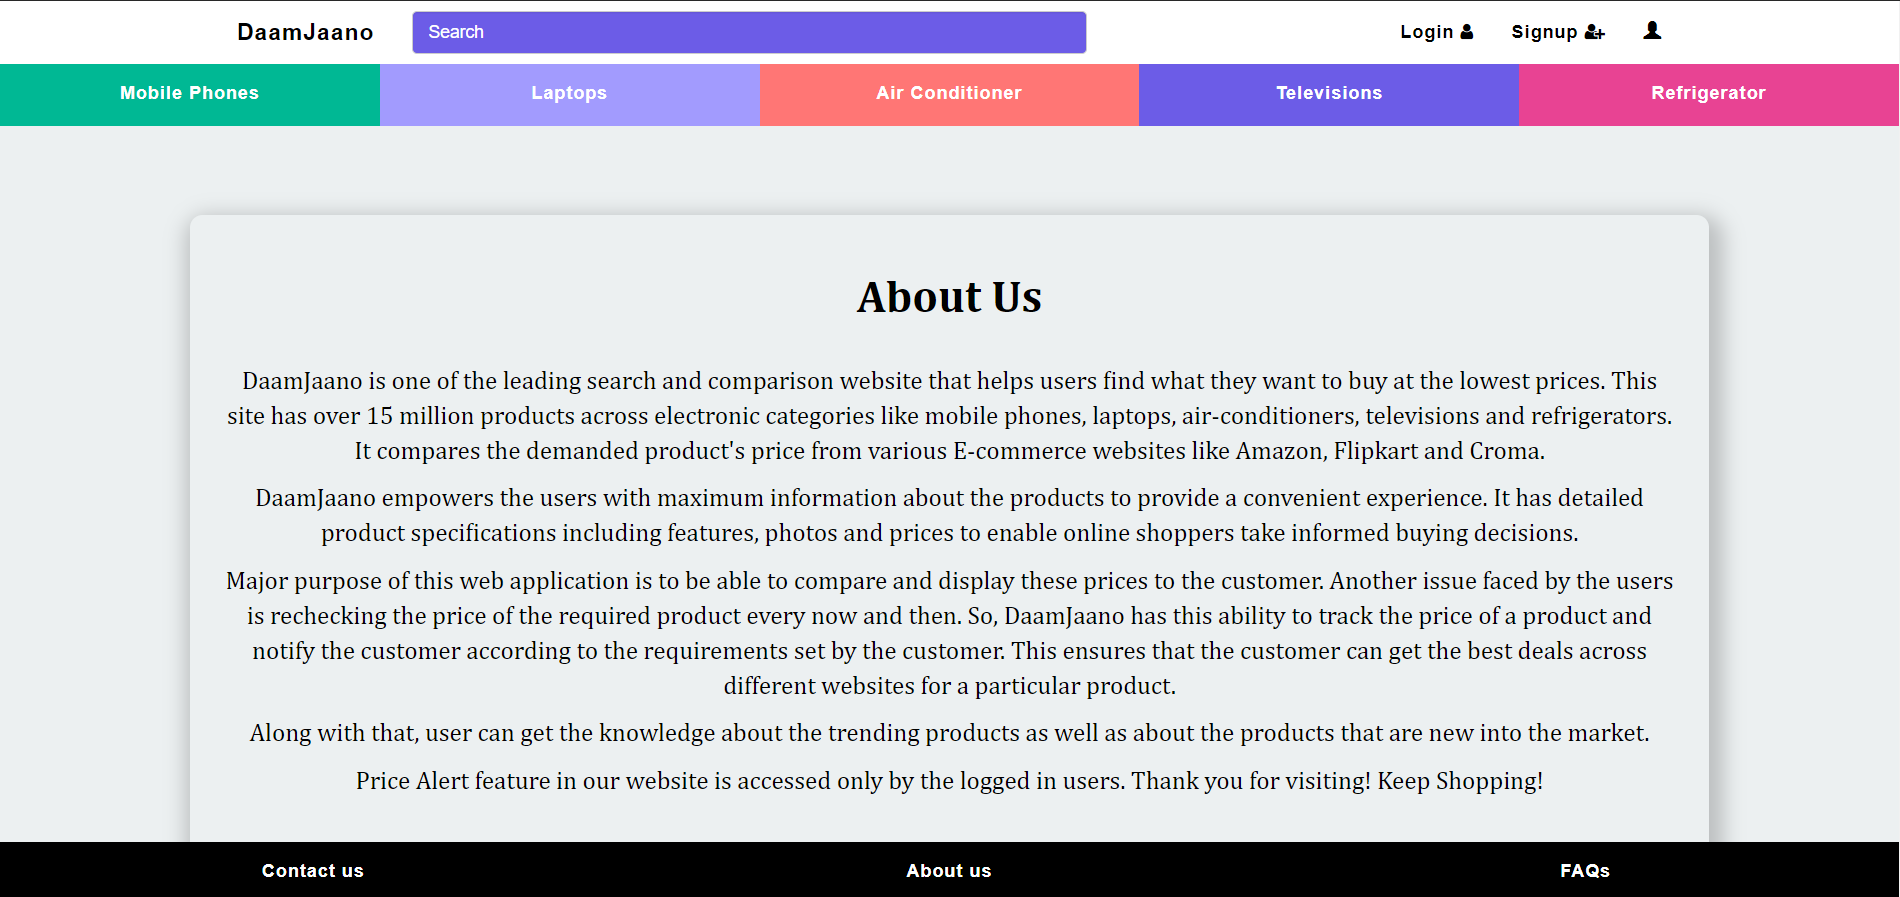 DaamJaano
Search
Login
Signup
Mobile Phones
Laptops
Air Conditioner
Televisions
Refrigerator
About Us
DaamJaano is one of the leading search and comparison website that helps users find what they want to buy at the lowest prices. This
site has over 15 million products across electronic categories like mobile phones, laptops, air-conditioners, televisions and refrigerators.
It compares the demanded product's price from various E-commerce websites like Amazon, Flipkart and Croma.
DaamJaano empowers the users with maximum information about the products to provide a convenient experience. It has detailed
product specifications including features, photos and prices to enable online shoppers take informed buying decisions.
Major purpose of this web application is to be able to compare and display these prices to the customer. Another issue faced by the users
is rechecking the price of the required product every now and then. So, DaamJaano has this ability to track the price of a product and
notify the customer according to the requirements set by the customer. This ensures that the customer can get the best deals across
different websites for a particular product.
Along with that, user can get the knowledge about the trending products as well as about the products that are new into the market.
Price Alert feature in our website is accessed only by the logged in users. Thank you for visiting! Keep Shopping!
Contact us
About us
FAQs